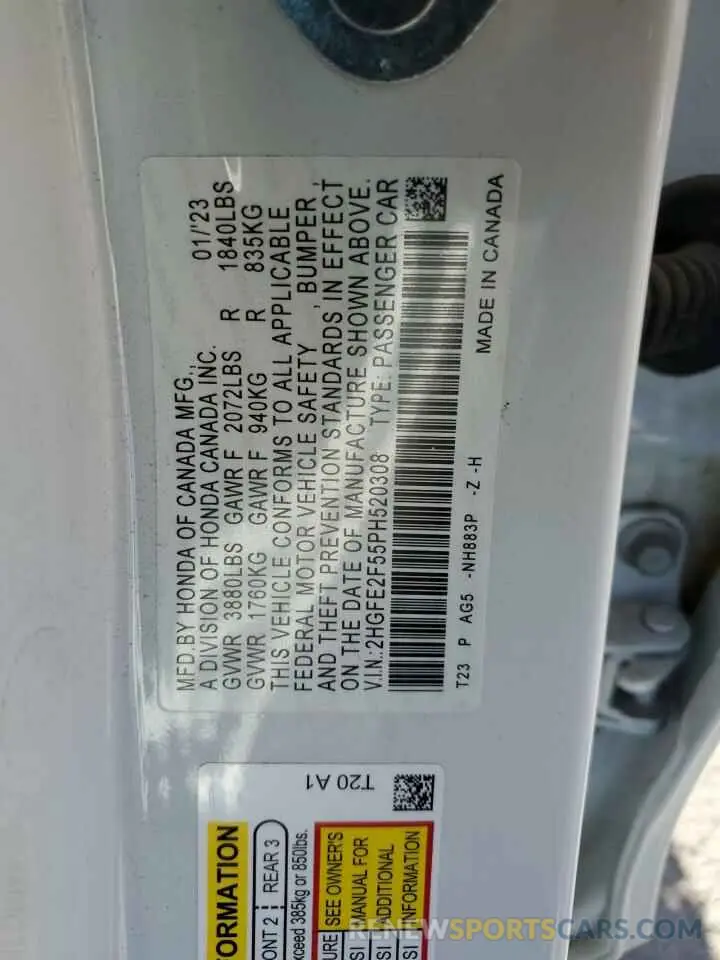 MFD.BY HONDA OF CANADA MFG.,
A DIVISION OF HONDA CANADA INC. 01/'23
GVWR 3880LBS GAWR F 2072LBS R 1840LBS
GVWR 1760KG GAWR F 940KG R 835KG
THIS VEHICLE CONFORMS TO ALL APPLICABLE
FEDERAL MOTOR VEHICLE SAFETY , BUMPER ,
AND THEFT PREVENTION STANDARDS IN EFFECT
ON THE DATE OF MANUFACTURE SHOWN ABOVE.
V.I.N.:2HGFE2F55PH520308 TYPE: PASSENGER CAR
T23 P AG5 -NH883P -Z -H
MADE IN CANADA
T20 A1
FORMATION
ONT 2 REAR 3
xceed 385kg or 850lbs.
URE SEE OWNER'S
SI MANUAL FOR
SI ADDITIONAL
SI INFORMATION
RENEWSPORTSCARS.COM